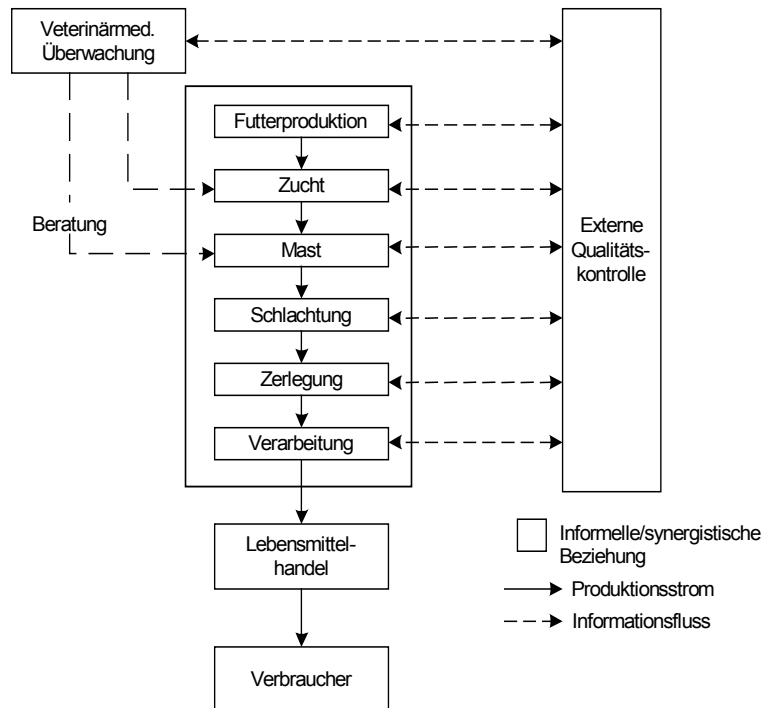 Veterinärmed.
Überwachung
Futterproduktion
Zucht
Beratung
Mast
Schlachtung
Zerlegung
Verarbeitung
Externe
Qualitäts-
kontrolle
Lebensmittel-
handel
Verbraucher
Informelle/synergistische
Beziehung
Produktionsstrom
Informationsfluss